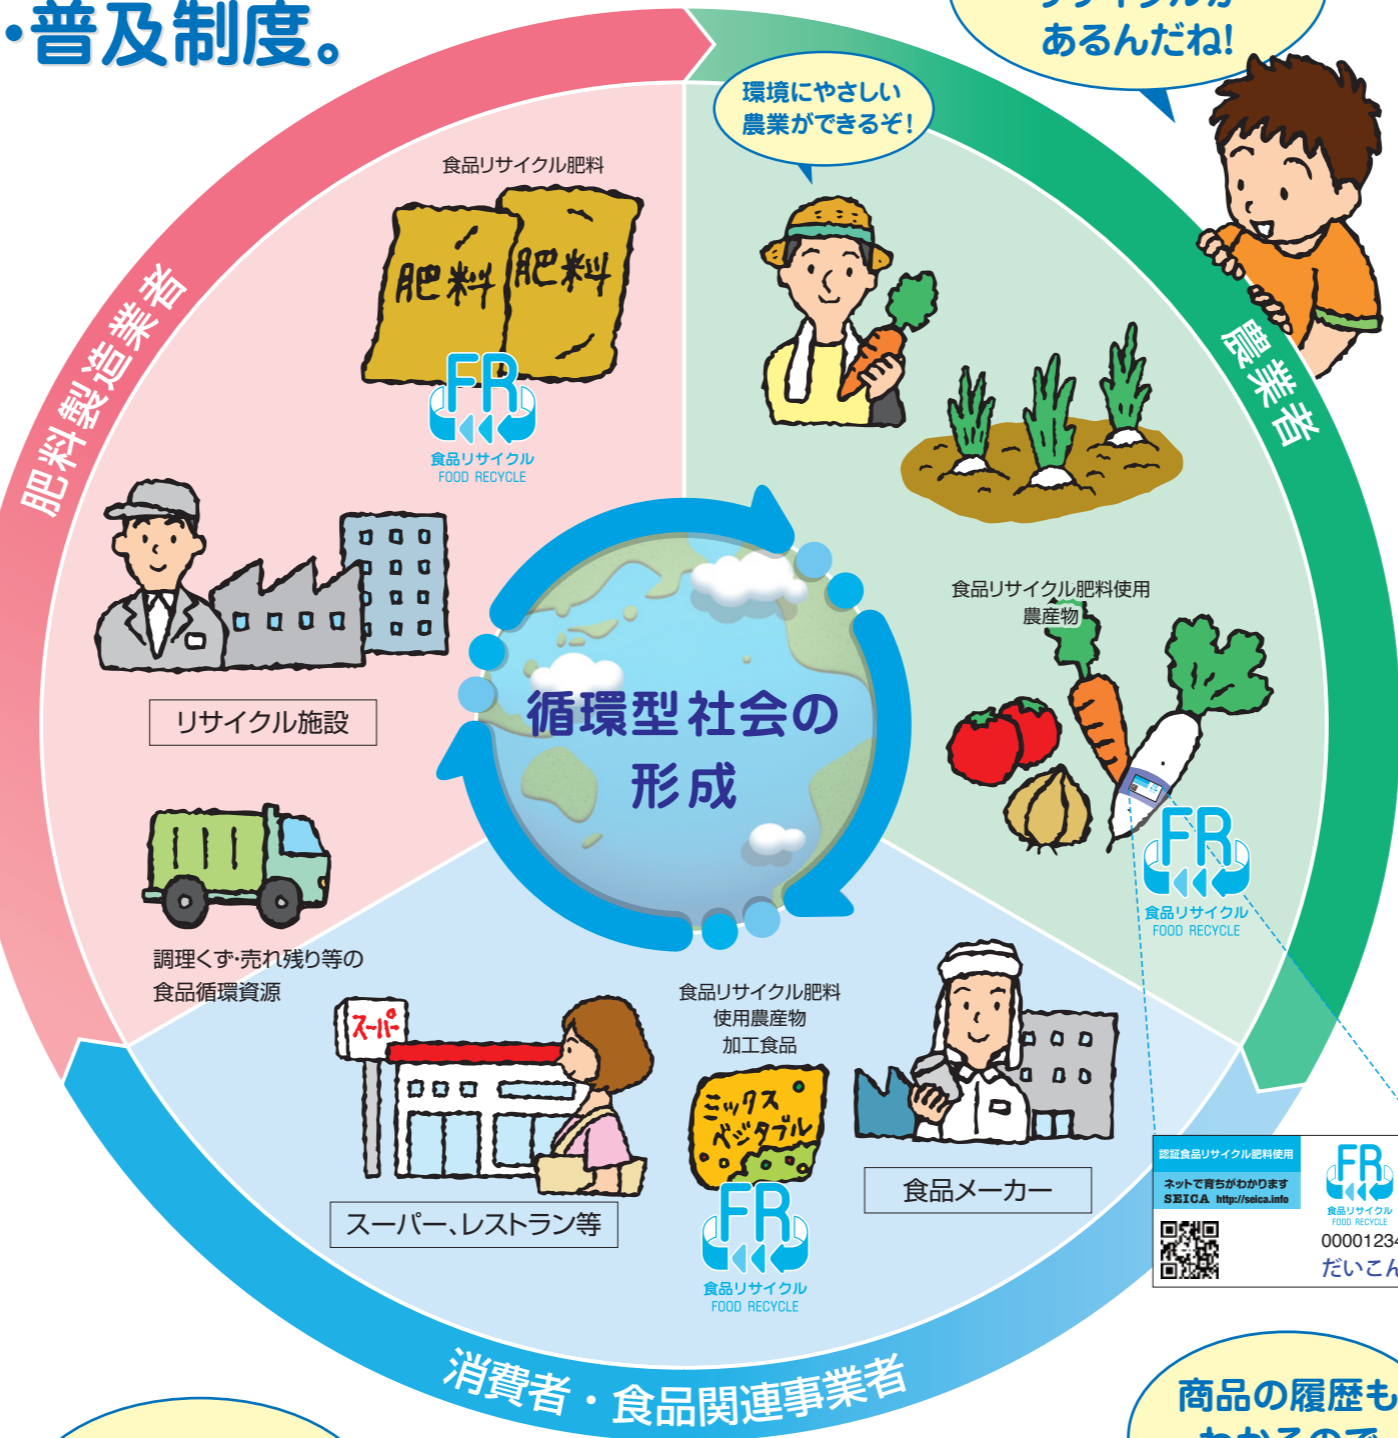 ・普及制度。
あるんだね!
環境にやさしい
農業ができるぞ!
食品リサイクル肥料
肥料
肥料
FR
食品リサイクル
FOOD RECYCLE
肥料製造業者
農業者
リサイクル施設
循環型社会の
形成
食品リサイクル肥料使用
農産物
FR
食品リサイクル
FOOD RECYCLE
調理くず・売れ残り等の
食品循環資源
スーパー
スーパー、レストラン等
食品リサイクル肥料
使用農産物
加工食品
ミックス
ベジタブル
FR
食品リサイクル
FOOD RECYCLE
食品メーカー
認証食品リサイクル肥料使用
ネットで育ちがわかります
SEICA http://seica.info
FR
食品リサイクル
FOOD RECYCLE
00001234
だいこん
消費者・食品関連事業者
商品の履歴も
わかるので